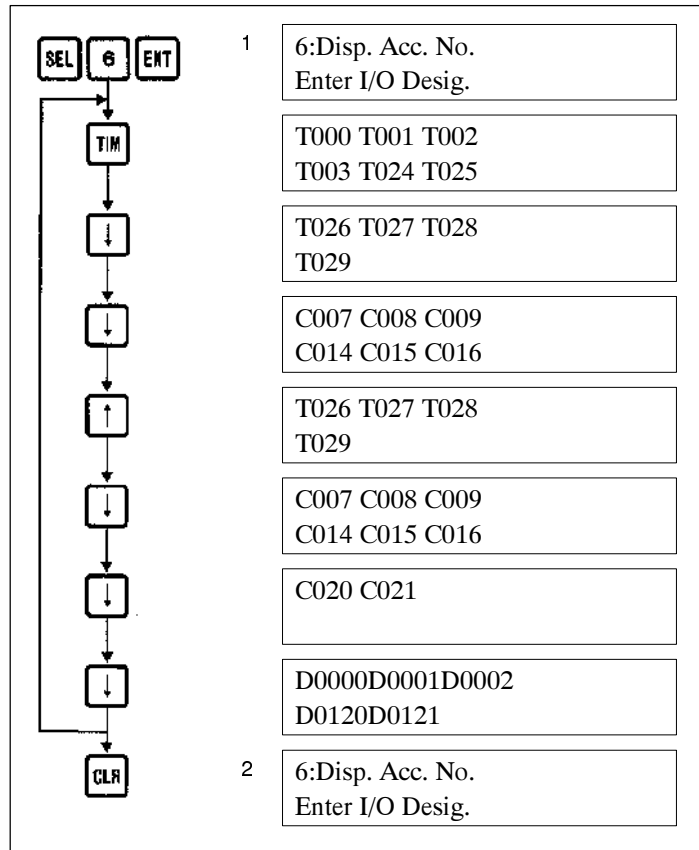 SEL 6 ENT 1 6:Disp. Acc. No.
Enter I/O Desig.
TIM T000 T001 T002
T003 T024 T025
↓ T026 T027 T028
T029
↓ C007 C008 C009
C014 C015 C016
↑ T026 T027 T028
T029
↓ C007 C008 C009
C014 C015 C016
↓ C020 C021
↓ D0000D0001D0002
D0120D0121
CLR 2 6:Disp. Acc. No.
Enter I/O Desig.